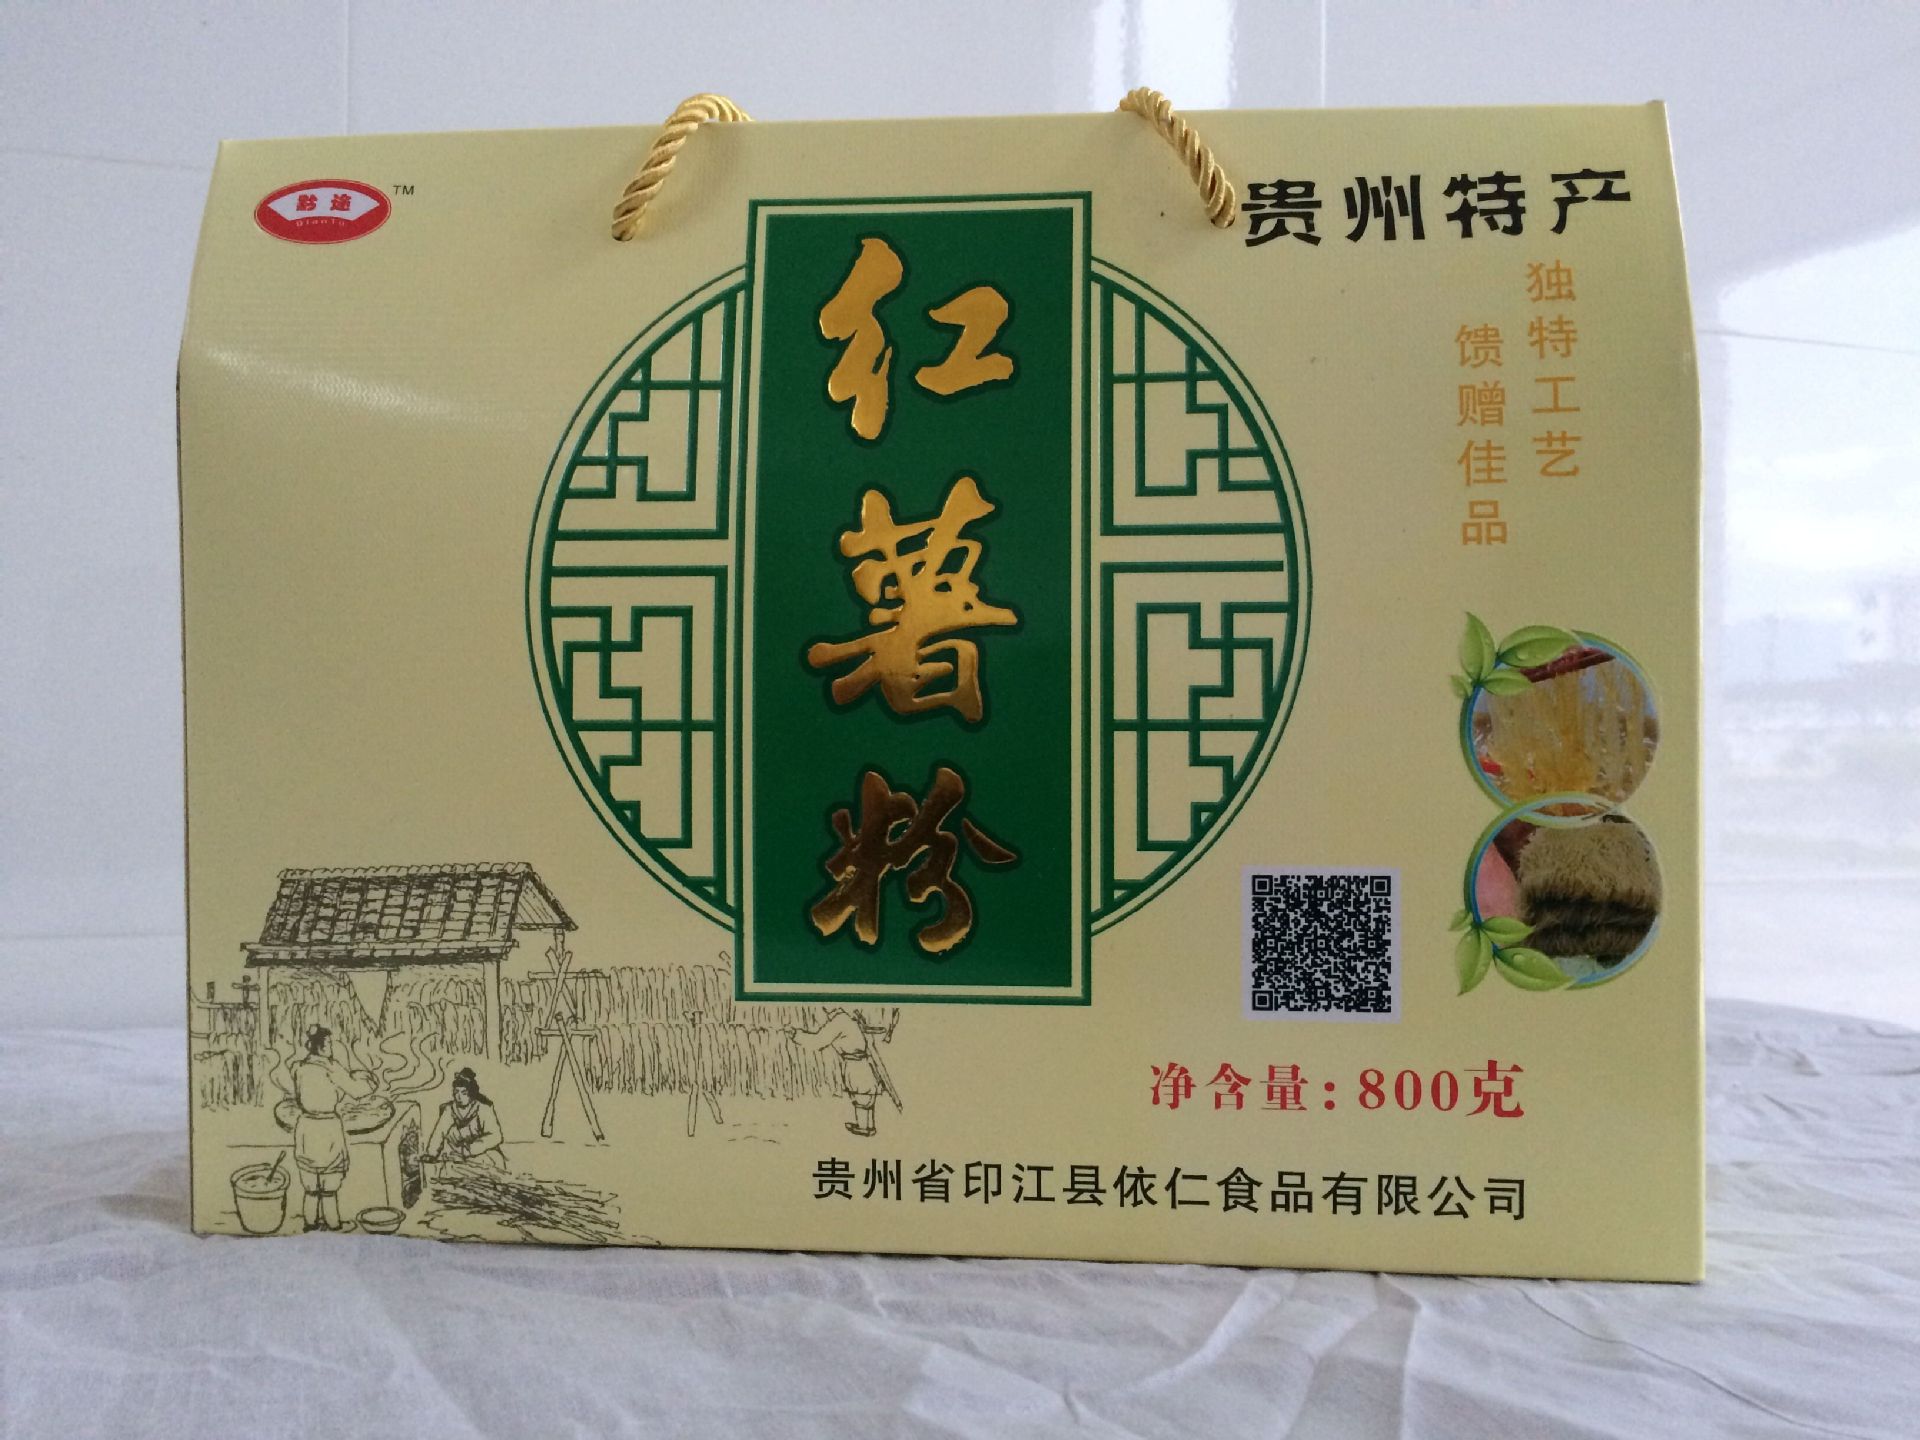 黔途
QianTu
TM
贵州特产
独特工艺
馈赠佳品
红薯粉
净含量:800克
贵州省印江县依仁食品有限公司